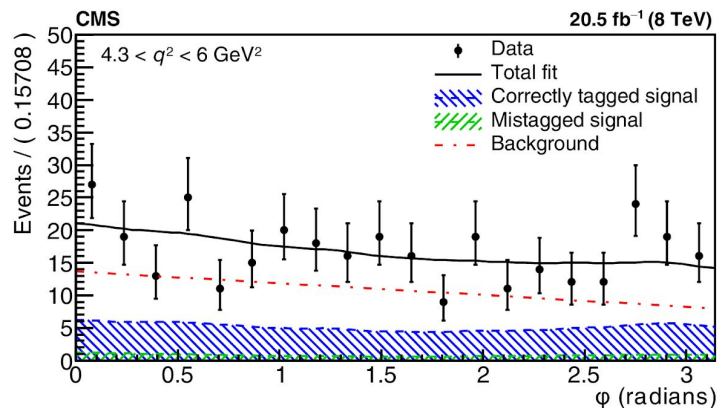 CMS 20.5 fb⁻¹ (8 TeV)
4.3 < q² < 6 GeV²
Data
Total fit
Correctly tagged signal
Mistagged signal
Background
Events / ( 0.15708 )
50
45
40
35
30
25
20
15
10
5
0
0 0.5 1 1.5 2 2.5 3
φ (radians)